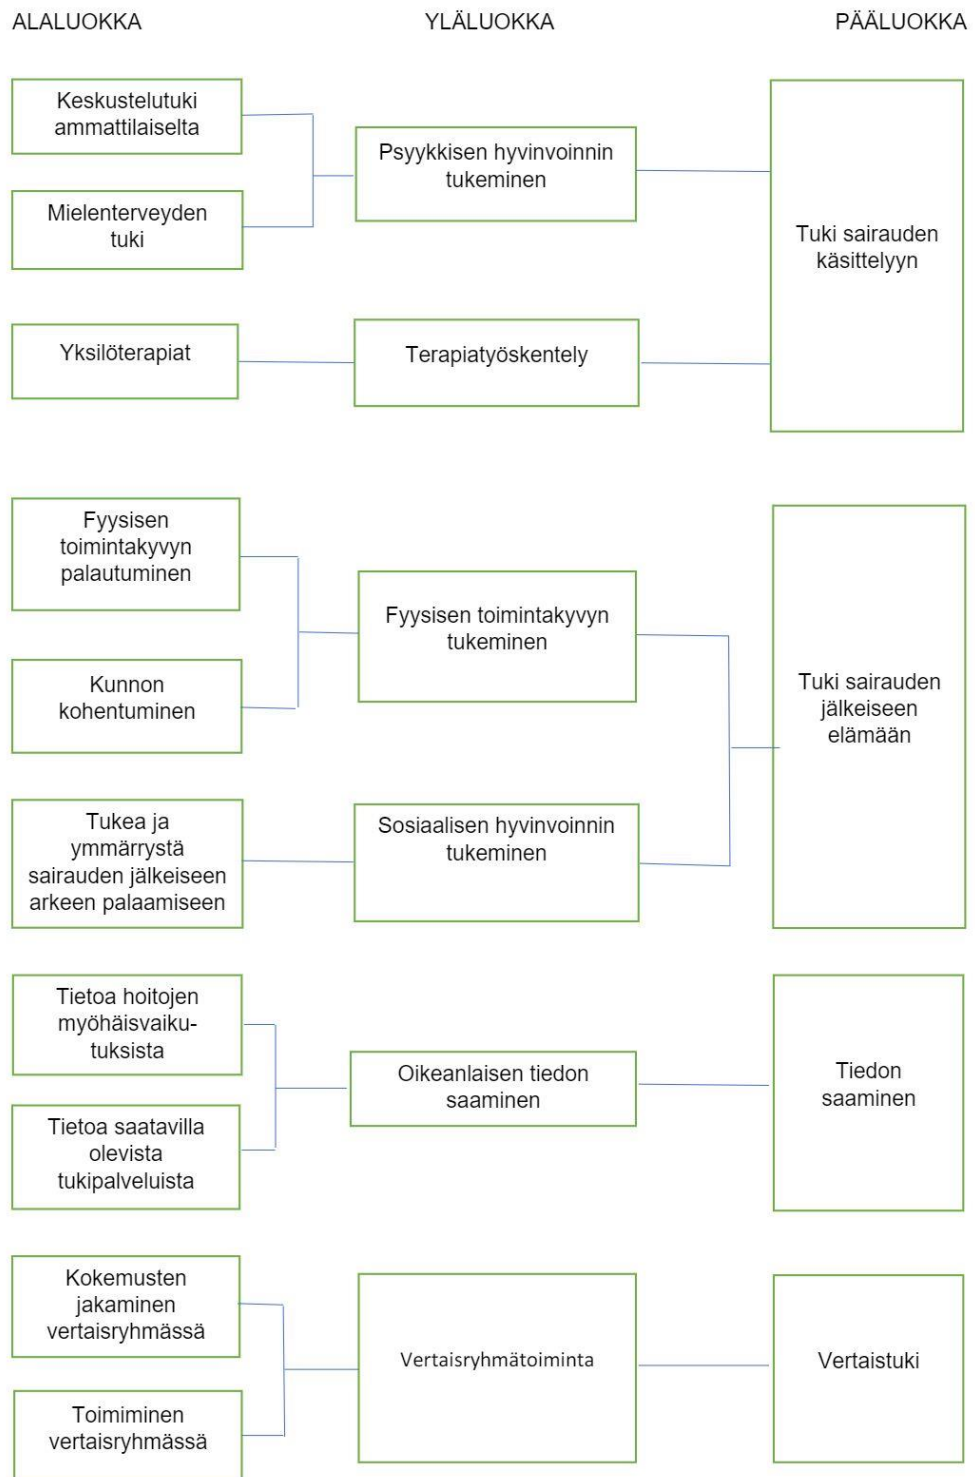 ALALUOKKA
YLÄLUOKKA
PÄÄLUOKKA
Keskustelutuki
ammattilaiselta
Mielenterveyden
tuki
Psyykkisen hyvinvoinnin
tukeminen
Tuki sairauden
käsittelyyn
Yksilöterapiat
Terapiatyöskentely
Fyysisen
toimintakyvyn
palautuminen
Kunnon
kohentuminen
Fyysisen toimintakyvyn
tukeminen
Tuki sairauden
jälkeiseen
elämään
Tukea ja
ymmärrystä
sairauden jälkeiseen
arkeen palaamiseen
Sosiaalisen hyvinvoinnin
tukeminen
Tietoa hoitojen
myöhäisvaiku-
tuksista
Tietoa saatavilla
olevista
tukipalveluista
Oikeanlaisen tiedon
saaminen
Tiedon
saaminen
Kokemusten
jakaminen
vertaisryhmässä
Toimiminen
vertaisryhmässä
Vertaisryhmätoiminta
Vertaistuki